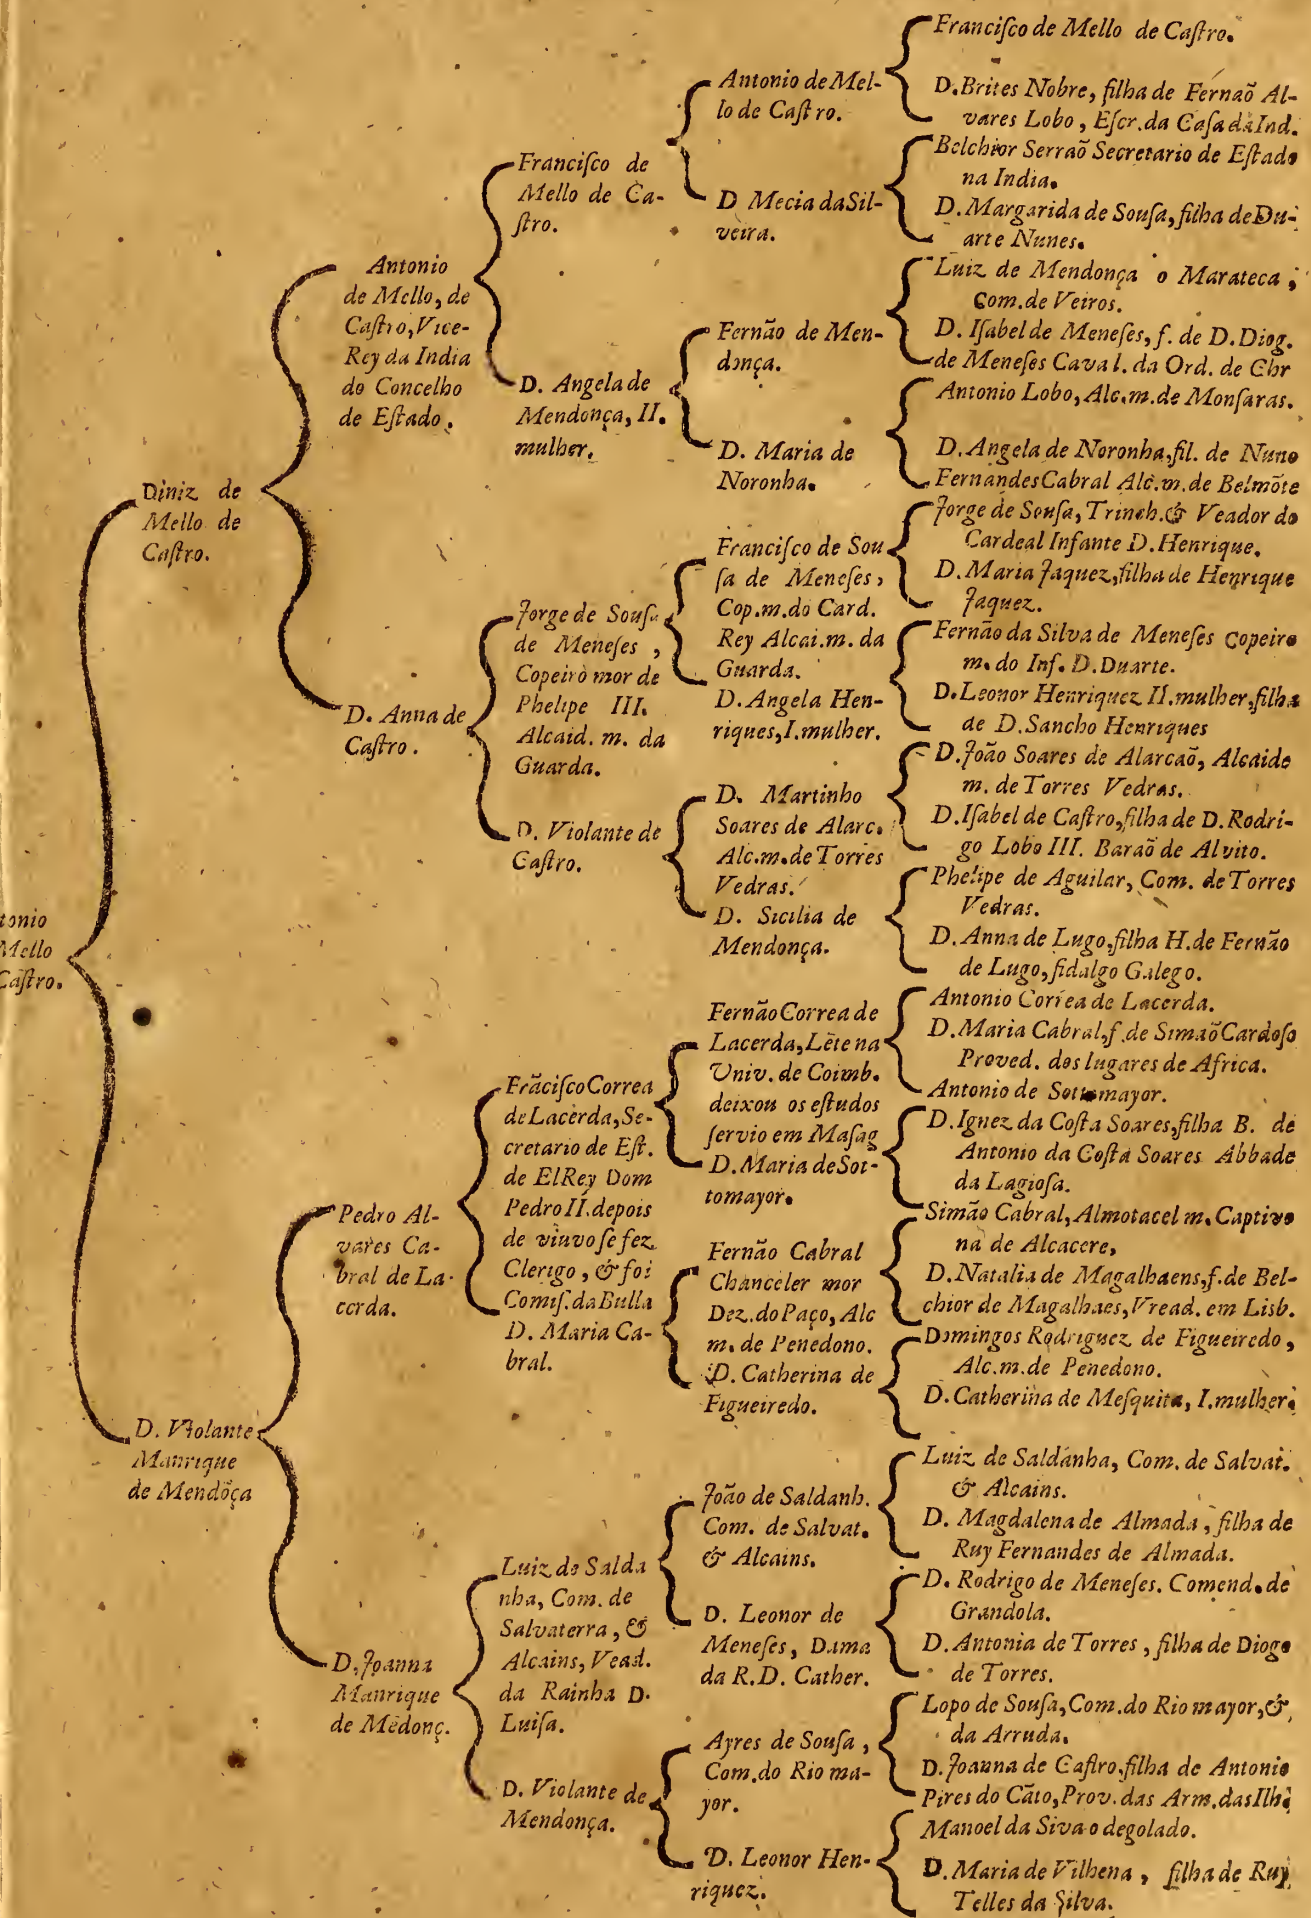 tonio
Mello
Castro.
Diniz de
Mello de
Caſtro.
D. Violante
Manrique
de Mendõça
Antonio
de Mello, de
Caſtro, Vice-
Rey da India
do Concelho
de Eſtado.
D. Anna de
Caſtro.
Pedro Al-
vares Ca-
bral de La-
cerda.
D. Joanna
Manrique
de Mẽdonç.
Franciſco de
Mello de Ca-
ſtro.
D. Angela de
Mendonça, II.
mulher.
Jorge de Souſa
de Meneſes,
Copeirò mor de
Phelipe III.
Alcaid. m. da
Guarda.
D. Violante de
Caſtro.
Frãciſco Correa
de Lacerda, Se-
cretario de Eſt.
de ElRey Dom
Pedro II. depois
de viuvo ſe fez
Clerigo, & foi
Comiſ. da Bulla
D. Maria Ca-
bral.
Luiz de Salda
nha, Com. de
Salvaterra, &
Alcains, Vead.
da Rainha D.
Luiſa.
D. Violante de
Mendonça.
Antonio de Mel-
lo de Caſtro.
D Mecia da Sil-
veira.
Fernão de Men-
donça.
D. Maria de
Noronha.
Franciſco de Sou
ſa de Meneſes,
Cop. m. do Card.
Rey Alcai. m. da
Guarda.
D. Angela Hen-
riques, I. mulher.
D. Martinho
Soares de Alarc.
Alc. m. de Torres
Vedras.
D. Sicilia de
Mendonça.
Fernão Correa de
Lacerda, Lẽte na
Univ. de Coimb.
deixou os eſtudos
ſervio em Maſag
D. Maria de Sot-
tomayor.
Fernão Cabral
Chanceler mor
Dez. do Paço, Alc
m. de Penedono.
D. Catherina de
Figueiredo.
João de Saldanh.
Com. de Salvat.
& Alcains.
D. Leonor de
Meneſes, Dama
da R. D. Cather.
Ayres de Souſa,
Com. do Rio ma-
yor.
D. Leonor Hen-
riquez.
Franciſco de Mello de Caſtro.
D. Brites Nobre, filha de Fernaõ Al-
vares Lobo, Eſcr. da Caſa da Ind.
Belchior Serraõ Secretario de Eſtado
na India.
D. Margarida de Souſa, filha de Du-
arte Nunes.
Luiz de Mendonça o Marateca,
Com. de Veiros.
D. Iſabel de Meneſes, f. de D. Diog.
de Meneſes Caval. da Ord. de Chr
Antonio Lobo, Alc. m. de Monſaras.
D. Angela de Noronha, fil. de Nuno
Fernandes Cabral Alc. m. de Belmõte
Jorge de Souſa, Trinch. & Veador do
Cardeal Infante D. Henrique.
D. Maria Jaquez, filha de Henrique
Jaquez.
Fernão da Silva de Meneſes Copeiro
m. do Inf. D. Duarte.
D. Leonor Henriquez II. mulher, filha
de D. Sancho Henriques
D. João Soares de Alarcaõ, Alcaide
m. de Torres Vedras.
D. Iſabel de Caſtro, filha de D. Rodri-
go Lobo III. Baraõ de Alvito.
Phelipe de Aguilar, Com. de Torres
Vedras.
D. Anna de Lugo, filha H. de Fernão
de Lugo, fidalgo Galego.
Antonio Correa de Lacerda.
D. Maria Cabral, f. de Simaõ Cardoſo
Proved. dos lugares de Africa.
Antonio de Sottomayor.
D. Ignez da Coſta Soares, filha B. de
Antonio da Coſta Soares Abbade
da Lagioſa.
Simão Cabral, Almotacel m. Captivo
na de Alcacere,
D. Natalia de Magalhaens, f. de Bel-
chior de Magalhaes, Vread. em Lisb.
Domingos Rodriguez de Figueiredo,
Alc. m. de Penedono.
D. Catherina de Meſquita, I. mulher.
Luiz de Saldanha, Com. de Salvat.
& Alcains.
D. Magdalena de Almada, filha de
Ruy Fernandes de Almada.
D. Rodrigo de Meneſes. Comend. de
Grandola.
D. Antonia de Torres, filha de Diogo
de Torres.
Lopo de Souſa, Com. do Rio mayor, &
da Arruda.
D. Joanna de Caſtro, filha de Antonio
Pires do Cãto, Prov. das Arm. das Ilh
Manoel da Siva o degolado.
D. Maria de Vilhena, filha de Ruy
Telles da Silva.